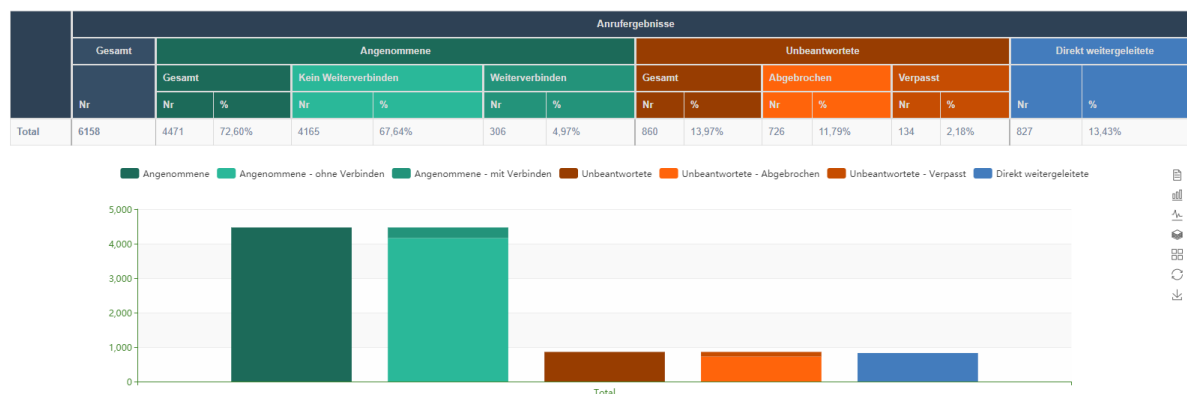 Anrufergebnisse
Gesamt Angenommene Unbeantwortete Direkt weitergeleitete
Gesamt Kein Weiterverbinden Weiterverbinden Gesamt Abgebrochen Verpasst
Nr Nr % Nr % Nr % Nr % Nr % Nr % Nr %
Total 6158 4471 72,60% 4165 67,64% 306 4,97% 860 13,97% 726 11,79% 134 2,18% 827 13,43%
Angenommene Angenommene - ohne Verbinden Angenommene - mit Verbinden Unbeantwortete Unbeantwortete - Abgebrochen Unbeantwortete - Verpasst Direkt weitergeleitete
5,000
4,000
3,000
2,000
1,000
0
Total